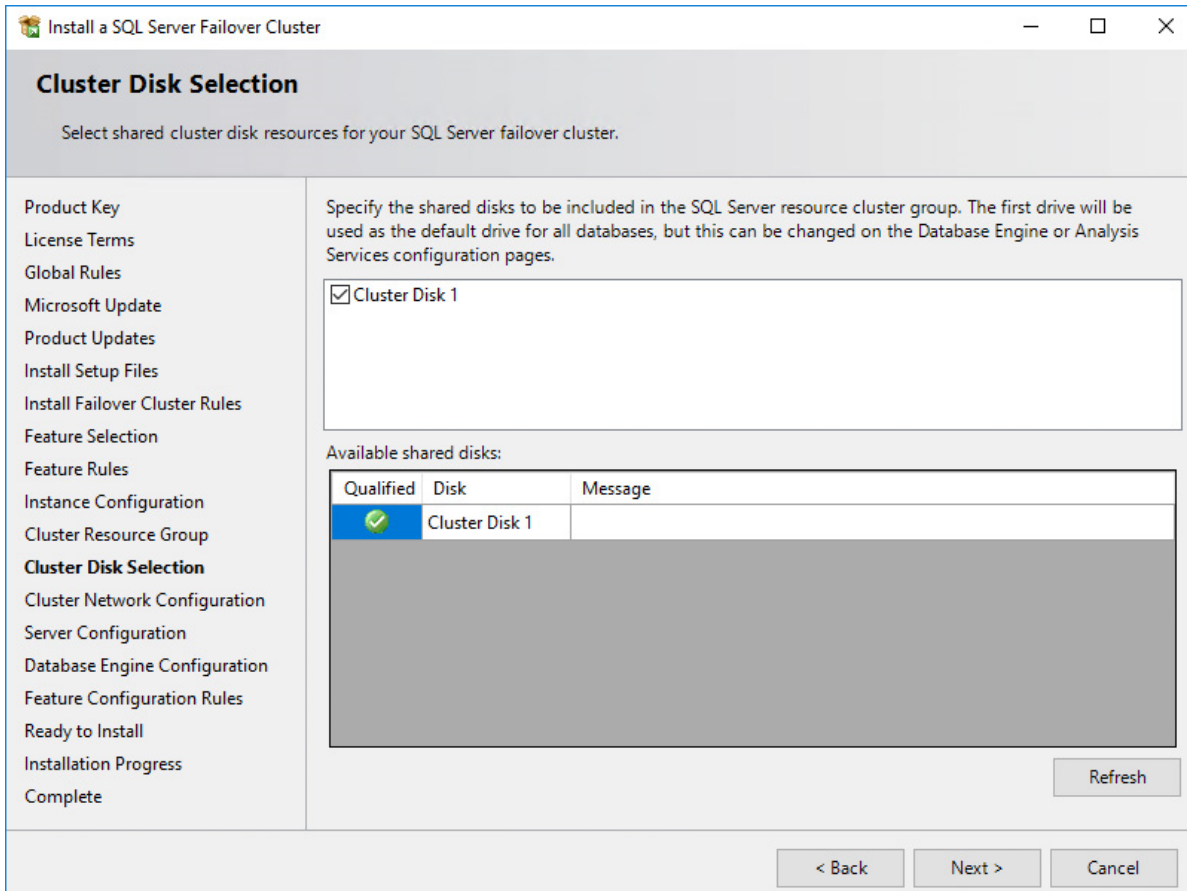 Install a SQL Server Failover Cluster
Cluster Disk Selection
Select shared cluster disk resources for your SQL Server failover cluster.
Product Key
License Terms
Global Rules
Microsoft Update
Product Updates
Install Setup Files
Install Failover Cluster Rules
Feature Selection
Feature Rules
Instance Configuration
Cluster Resource Group
Cluster Disk Selection
Cluster Network Configuration
Server Configuration
Database Engine Configuration
Feature Configuration Rules
Ready to Install
Installation Progress
Complete
Specify the shared disks to be included in the SQL Server resource cluster group. The first drive will be
used as the default drive for all databases, but this can be changed on the Database Engine or Analysis
Services configuration pages.
Cluster Disk 1
Available shared disks:
Qualified Disk Message
Cluster Disk 1
Refresh
< Back Next > Cancel